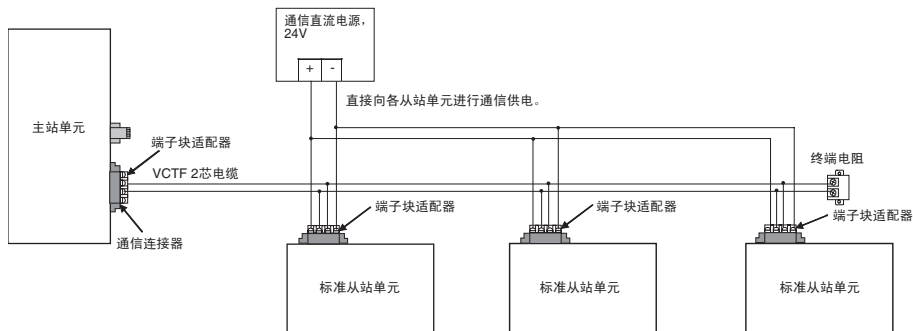 通信直流电源，
24V
+ -
直接向各从站单元进行通信供电。
主站单元
端子块适配器
VCTF 2芯电缆
终端电阻
端子块适配器
端子块适配器
端子块适配器
通信连接器
标准从站单元
标准从站单元
标准从站单元